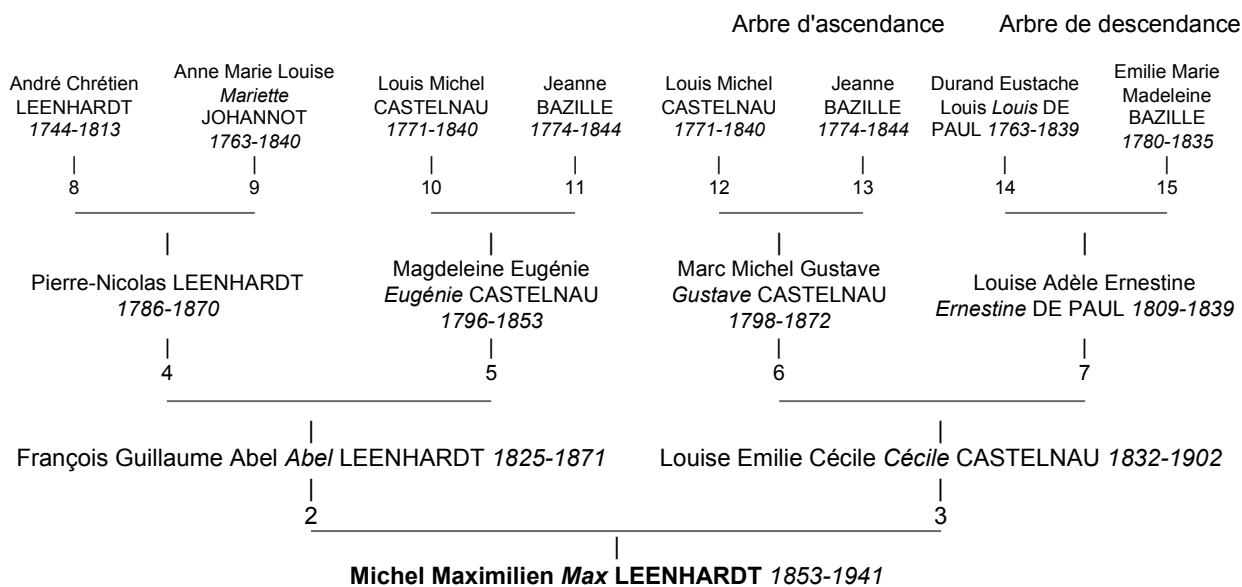 Arbre d'ascendance Arbre de descendance
André Chrétien
LEENHARDT
1744-1813
Anne Marie Louise
Mariette
JOHANNOT
1763-1840
Louis Michel
CASTELNAU
1771-1840
Jeanne
BAZILLE
1774-1844
Louis Michel
CASTELNAU
1771-1840
Jeanne
BAZILLE
1774-1844
Durand Eustache
Louis Louis DE
PAUL 1763-1839
Emilie Marie
Madeleine
BAZILLE
1780-1835
8 9 10 11 12 13 14 15
Pierre-Nicolas LEENHARDT
1786-1870
Magdeleine Eugénie
Eugénie CASTELNAU
1796-1853
Marc Michel Gustave
Gustave CASTELNAU
1798-1872
Louise Adèle Ernestine
Ernestine DE PAUL 1809-1839
4 5 6 7
François Guillaume Abel Abel LEENHARDT 1825-1871
Louise Emilie Cécile Cécile CASTELNAU 1832-1902
2 3
Michel Maximilien Max LEENHARDT 1853-1941